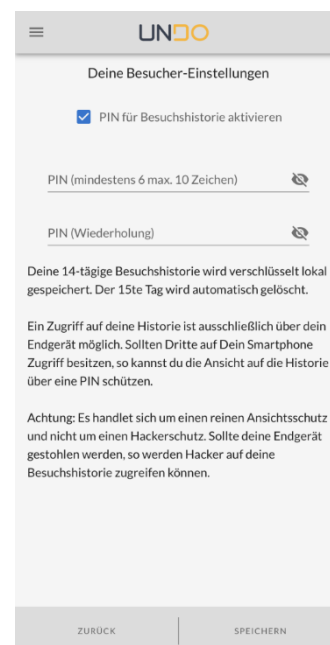 UNDO
Deine Besucher-Einstellungen
PIN für Besuchshistorie aktivieren
PIN (mindestens 6 max. 10 Zeichen)
PIN (Wiederholung)
Deine 14-tägige Besuchshistorie wird verschlüsselt lokal
gespeichert. Der 15te Tag wird automatisch gelöscht.
Ein Zugriff auf deine Historie ist ausschließlich über dein
Endgerät möglich. Sollten Dritte auf Dein Smartphone
Zugriff besitzen, so kannst du die Ansicht auf die Historie
über eine PIN schützen.
Achtung: Es handlet sich um einen reinen Ansichtsschutz
und nicht um einen Hackerschutz. Sollte deine Endgerät
gestohlen werden, so werden Hacker auf deine
Besuchshistorie zugreifen können.
ZURÜCK SPEICHERN